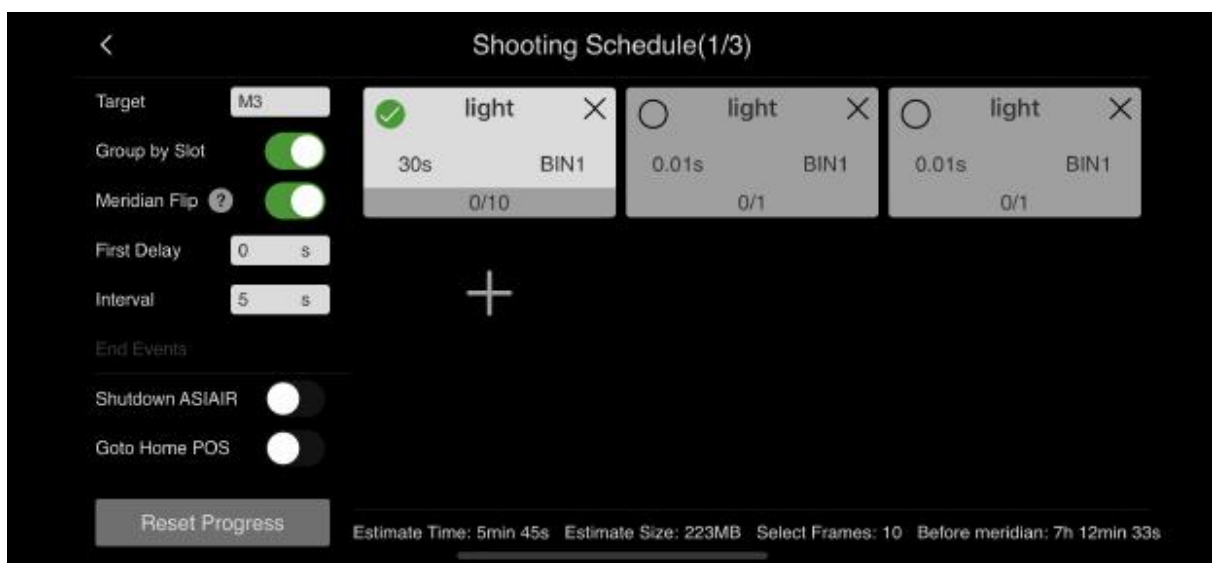 Shooting Schedule(1/3)
Target M3
Group by Slot
Meridian Flip ?
First Delay 0 s
Interval 5 s
End Events
Shutdown ASIAIR
Goto Home POS
Reset Progress
light
30s BIN1
0/10
light
0.01s BIN1
0/1
light
0.01s BIN1
0/1
Estimate Time: 5min 45s Estimate Size: 223MB Select Frames: 10 Before meridian: 7h 12min 33s